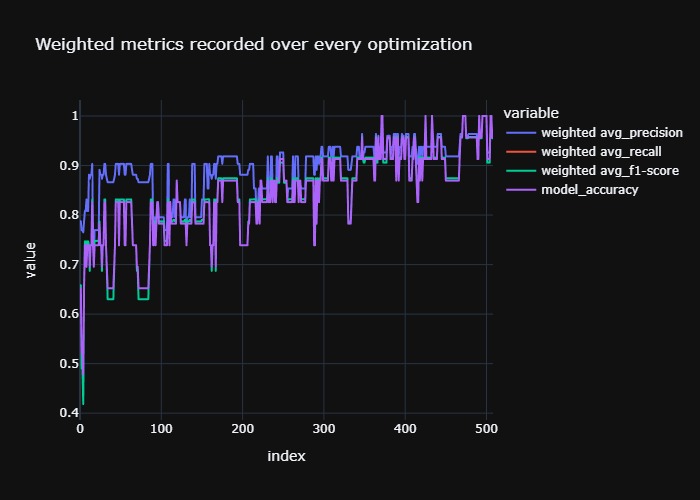 Weighted metrics recorded over every optimization
variable
weighted avg_precision
weighted avg_recall
weighted avg_f1-score
model_accuracy
value
1
0.9
0.8
0.7
0.6
0.5
0.4
0 100 200 300 400 500
index